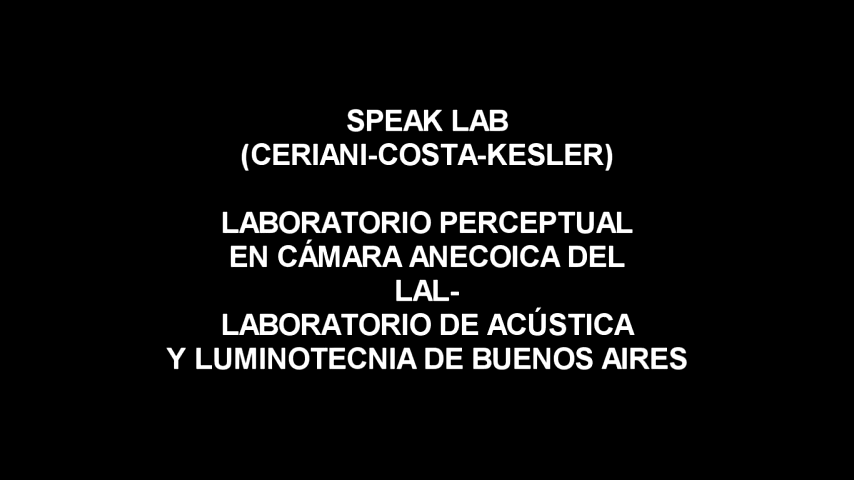 SPEAK LAB
(CERIANI-COSTA-KESLER)
LABORATORIO PERCEPTUAL
EN CÁMARA ANECOICA DEL
LAL-
LABORATORIO DE ACÚSTICA
Y LUMINOTECNIA DE BUENOS AIRES